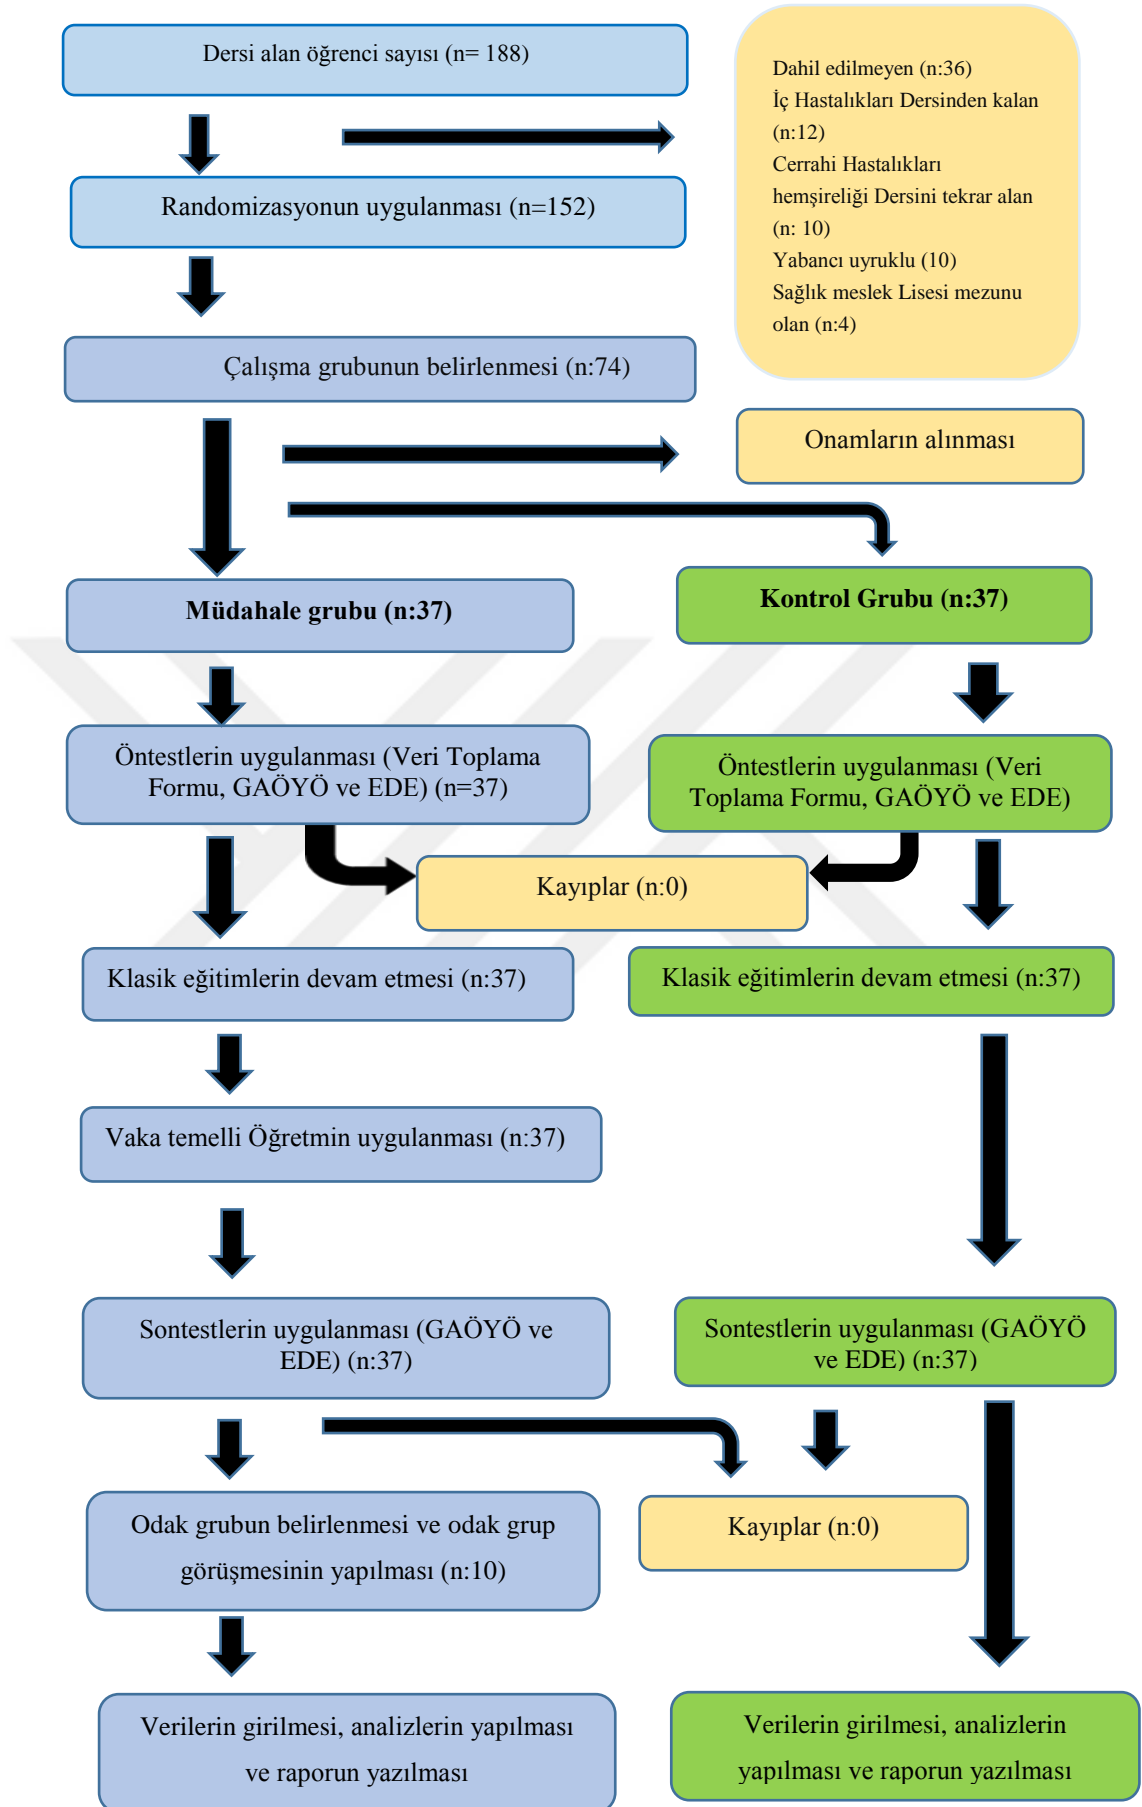 Dersi alan öğrenci sayısı (n= 188)
Dahil edilmeyen (n:36)
İç Hastalıkları Dersinden kalan
(n:12)
Cerrahi Hastalıkları
hemşireliği Dersini tekrar alan
(n: 10)
Yabancı uyruklu (10)
Sağlık meslek Lisesi mezunu
olan (n:4)
Randomizasyonun uygulanması (n=152)
Çalışma grubunun belirlenmesi (n:74)
Onamların alınması
Müdahale grubu (n:37)
Kontrol Grubu (n:37)
Öntestlerin uygulanması (Veri Toplama
Formu, GAÖYÖ ve EDE) (n=37)
Öntestlerin uygulanması (Veri
Toplama Formu, GAÖYÖ ve EDE)
Kayıplar (n:0)
Klasik eğitimlerin devam etmesi (n:37)
Klasik eğitimlerin devam etmesi (n:37)
Vaka temelli Öğretmin uygulanması (n:37)
Sontestlerin uygulanması (GAÖYÖ ve
EDE) (n:37)
Sontestlerin uygulanması (GAÖYÖ
ve EDE) (n:37)
Odak grubun belirlenmesi ve odak grup
görüşmesinin yapılması (n:10)
Kayıplar (n:0)
Verilerin girilmesi, analizlerin yapılması
ve raporun yazılması
Verilerin girilmesi, analizlerin
yapılması ve raporun yazılması